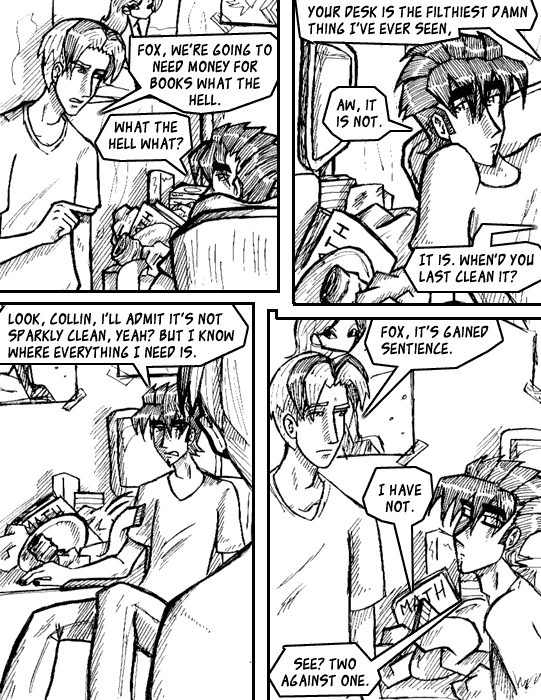 FOX, WE'RE GOING TO
NEED MONEY FOR
BOOKS WHAT THE
HELL.
WHAT THE
HELL WHAT?
MATH
YOUR DESK IS THE FILTHIEST DAMN
THING I'VE EVER SEEN,
AW, IT
IS NOT.
MATH
IT IS. WHEN'D YOU
LAST CLEAN IT?
LOOK, COLLIN, I'LL ADMIT IT'S NOT
SPARKLY CLEAN, YEAH? BUT I KNOW
WHERE EVERYTHING I NEED IS.
MATH
FOX, IT'S GAINED
SENTIENCE.
I HAVE
NOT.
MATH
SEE? TWO
AGAINST ONE.